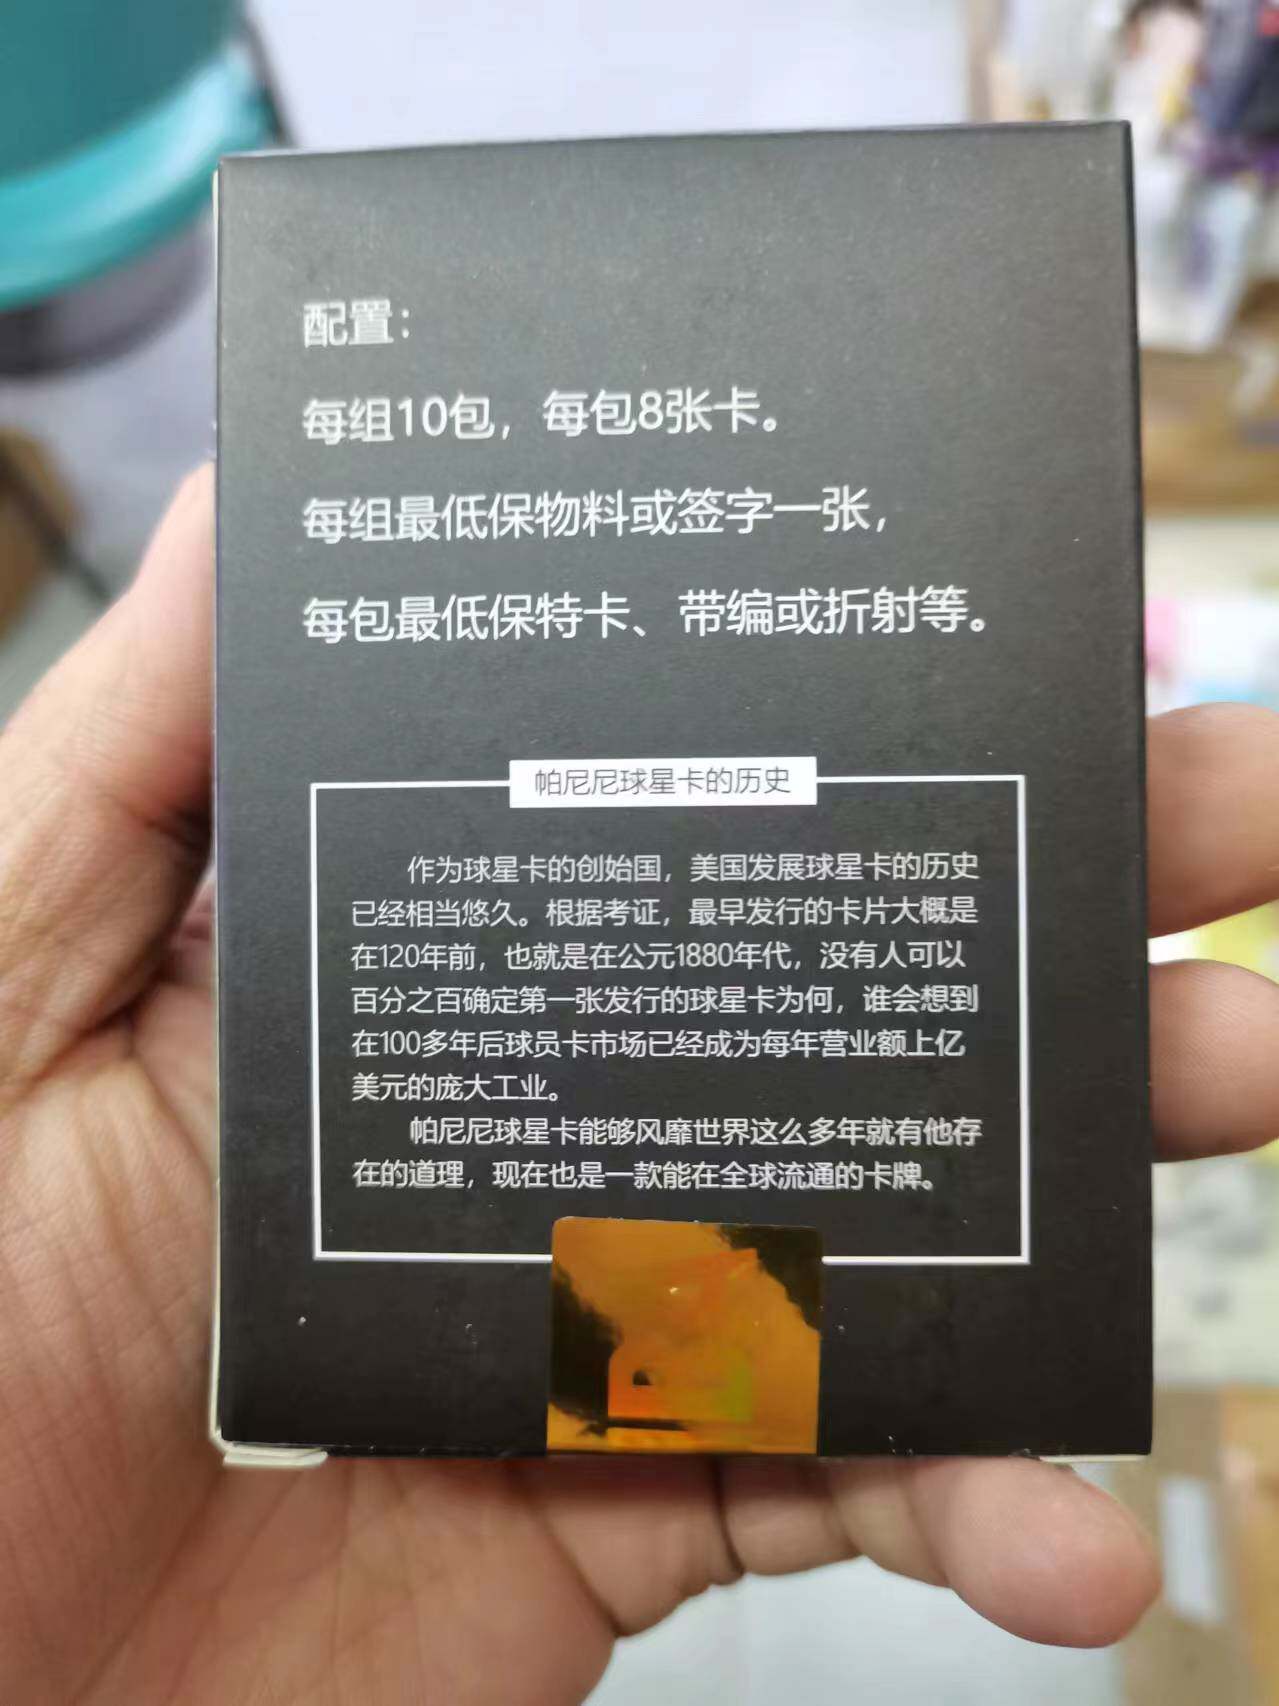 配置：
每组10包，每包8张卡。
每组最低保物料或签字一张，
每包最低保特卡、带编或折射等。
帕尼尼球星卡的历史
作为球星卡的创始国，美国发展球星卡的历史
已经相当悠久。根据考证，最早发行的卡片大概是
在120年前，也就是在公元1880年代，没有人可以
百分之百确定第一张发行的球星卡为何，谁会想到
在100多年后球员卡市场已经成为每年营业额上亿
美元的庞大工业。
帕尼尼球星卡能够风靡世界这么多年就有他存
在的道理，现在也是一款能在全球流通的卡牌。